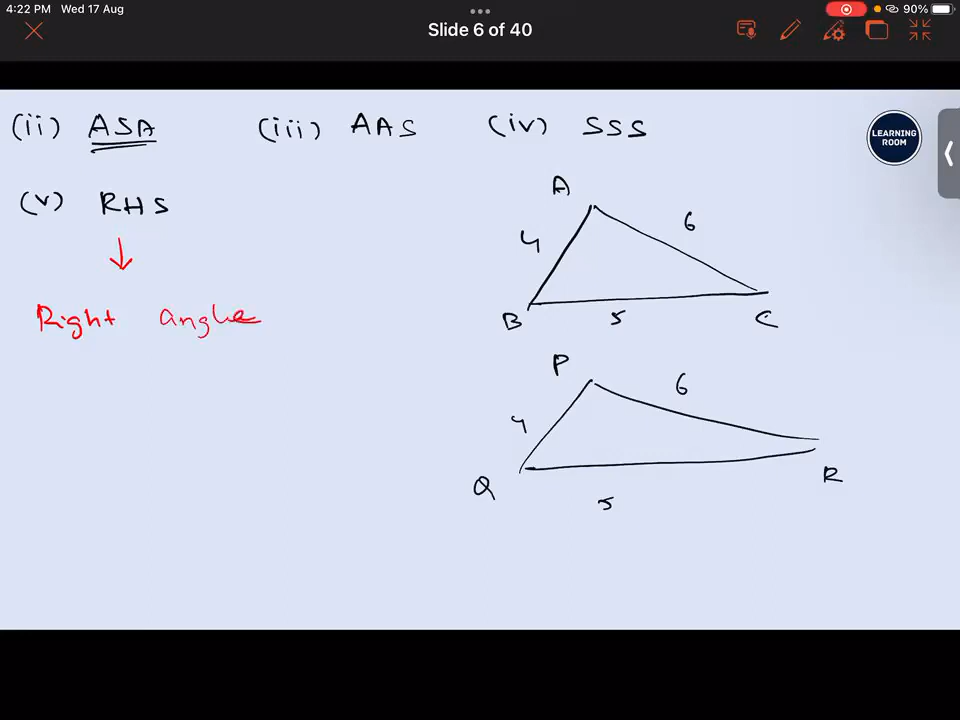 4:22 PM Wed 17 Aug
90%
Slide 6 of 40
(ii) ASA (iii) AAS (iv) SSS
LEARNING
ROOM
(v) RHS
Right angle
A
4
6
B
5
C
P
4
6
Q
5
R